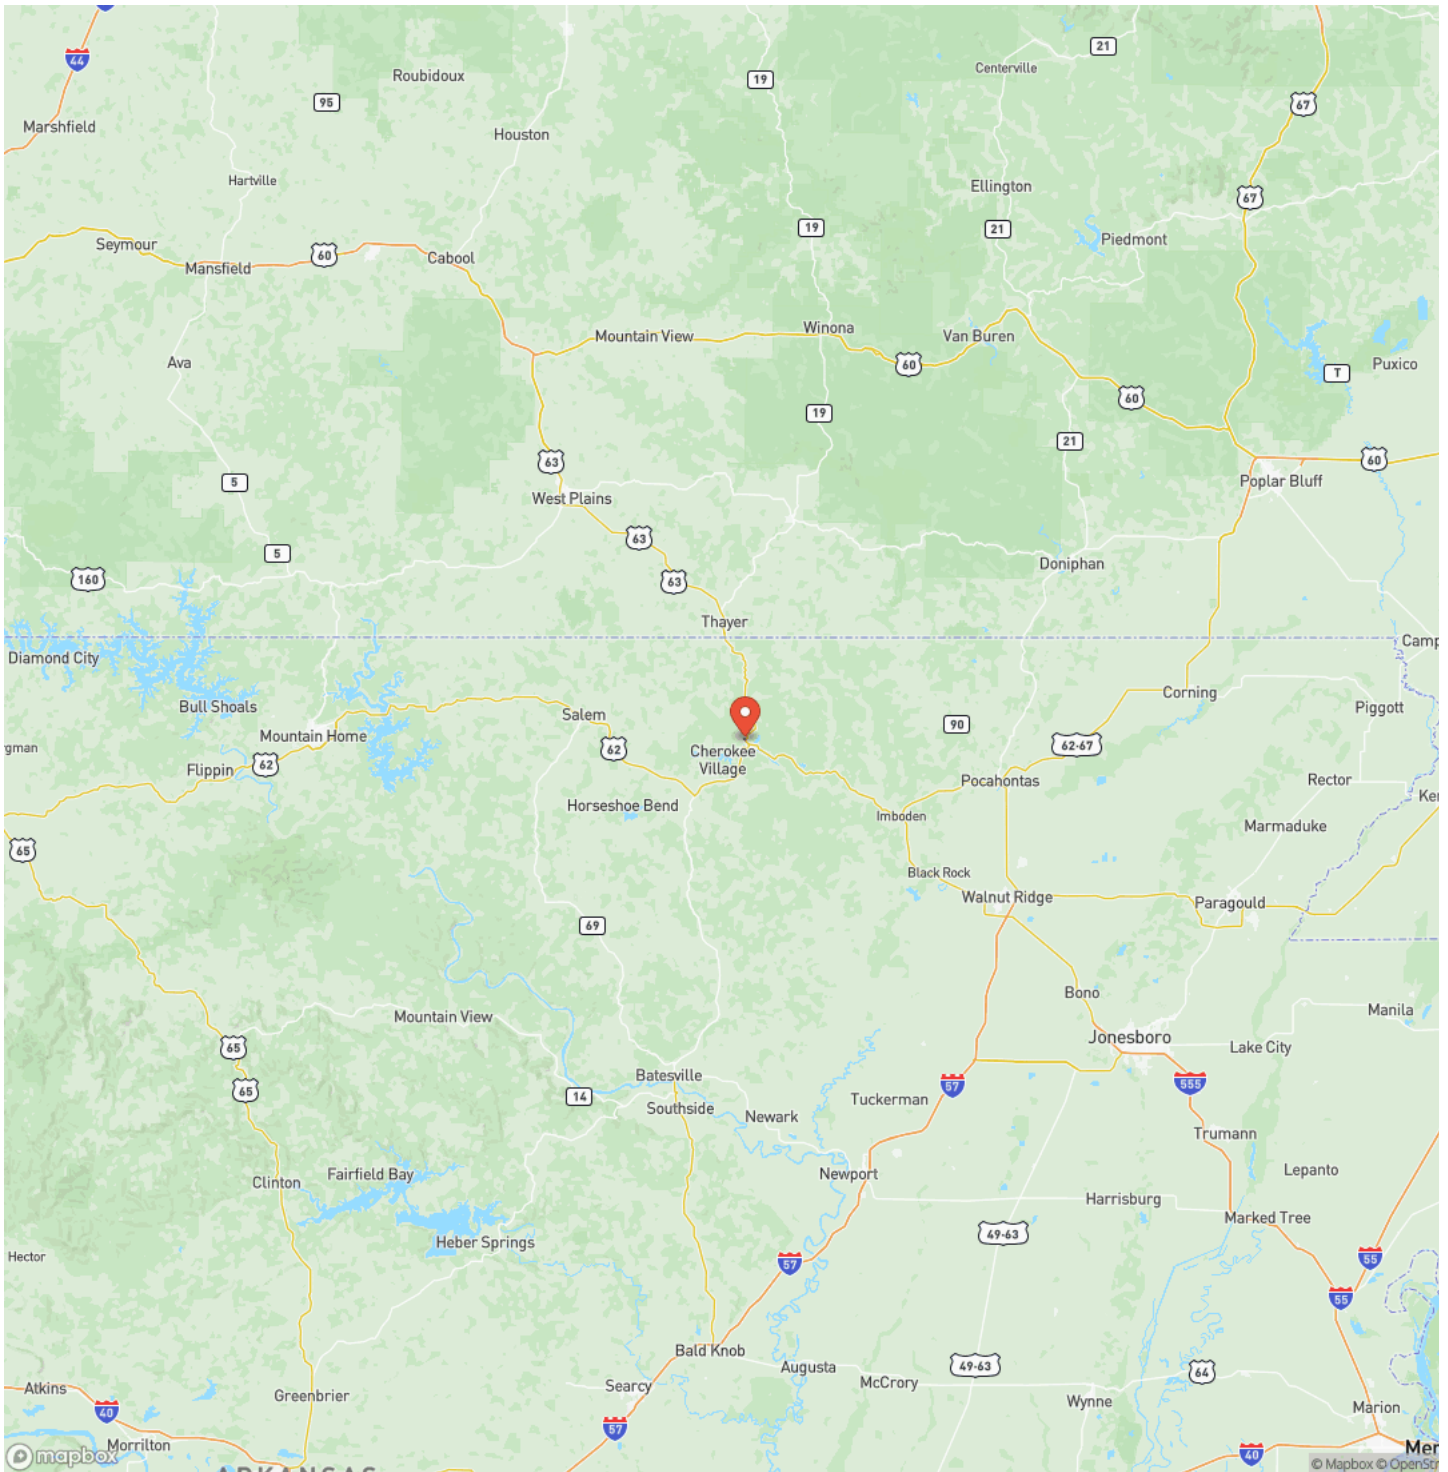 44
Roubidoux
95
19
21
Centerville
67
Marshfield
Houston
Hartville
Ellington
67
19
21
Piedmont
Seymour
60
Cabool
Mansfield
Mountain View
Winona
Van Buren
60
Ava
Puxico
T
60
19
21
63
60
5
West Plains
Poplar Bluff
63
5
160
63
Doniphan
Thayer
Camp
Diamond City
Bull Shoals
Salem
Corning
Piggott
90
Mountain Home
62
62-67
rgman
Cherokee
Village
Flippin
62
Pocahontas
Rector
Horseshoe Bend
Ker
Imboden
Marmaduke
65
Black Rock
Walnut Ridge
Paragould
69
Bono
Manila
Mountain View
Jonesboro
65
Lake City
Batesville
57
555
65
14
Southside
Tuckerman
Newark
Trumann
Lepanto
Fairfield Bay
Newport
Clinton
Harrisburg
Marked Tree
49-63
Heber Springs
Hector
57
55
55
Bald Knob
49-63
Augusta
64
Atkins
Searcy
McCrory
Greenbrier
Wynne
40
57
Marion
Morrilton
Mer
40
mapbox
ARKANSAS
© Mapbox © OpenStr